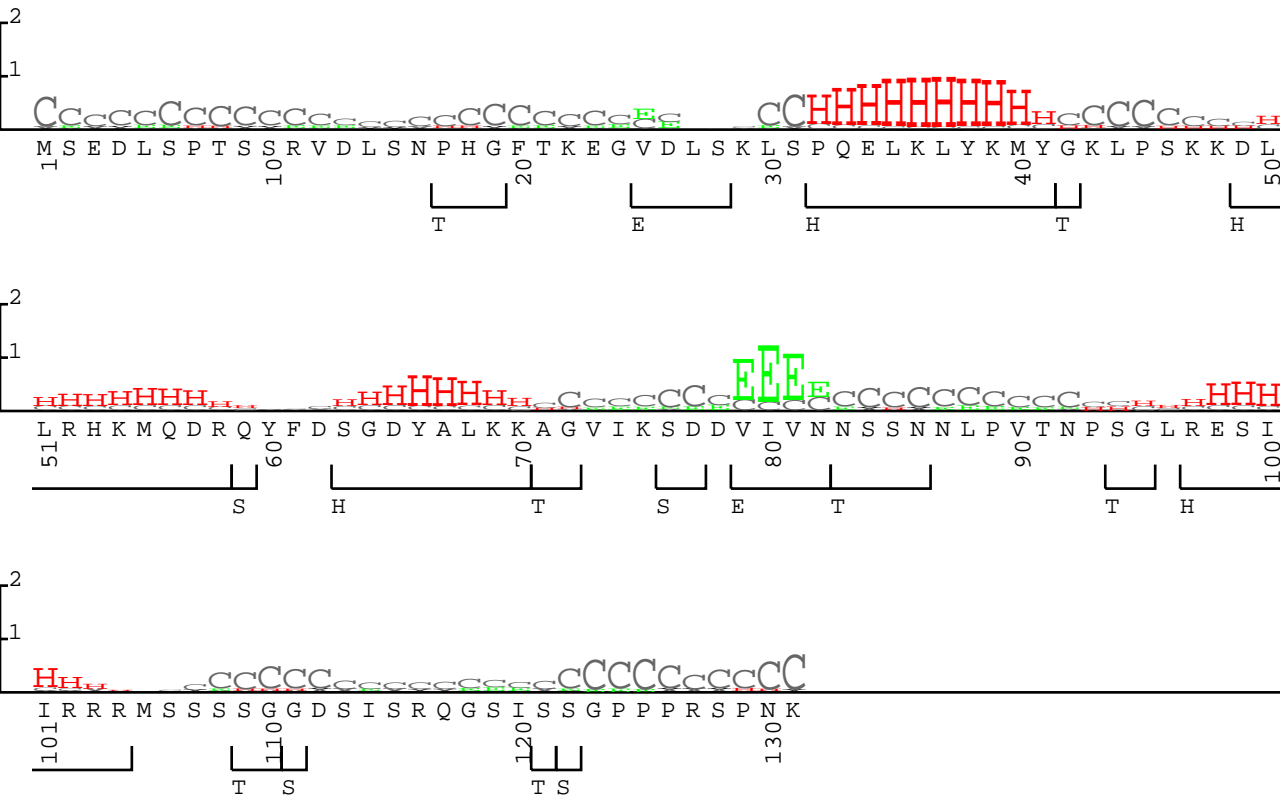 2
1
C C C C C C C C C C C C C C C C C C C C C C C C E C C C H H H H H H H H H H C C C C C C C C H
M S E D L S P T S S R V D L S N P H G F T K E G V D L S K L S P Q E L K L Y K M Y G K L P S K K D L
1 10 20 30 40 50
T E H T H
2
1
H H H H H H H H H C H H H H H H H H C C C C C C C C E E E E C C C C C C C C C C C C H H H H H H
L R H K M Q D R Q Y F D S G D Y A L K K A G V I K S D D V I V N N S S N N L P V T N P S G L R E S I
51 60 70 80 90 100
S H T S E T T H
2
1
H H H C C C C C C C C C C C C C C C C C C C C C C C C C
I R R R M S S S S G G D S I S R Q G S I S S G P P P R S P N K
101 110 120 130
T S T S